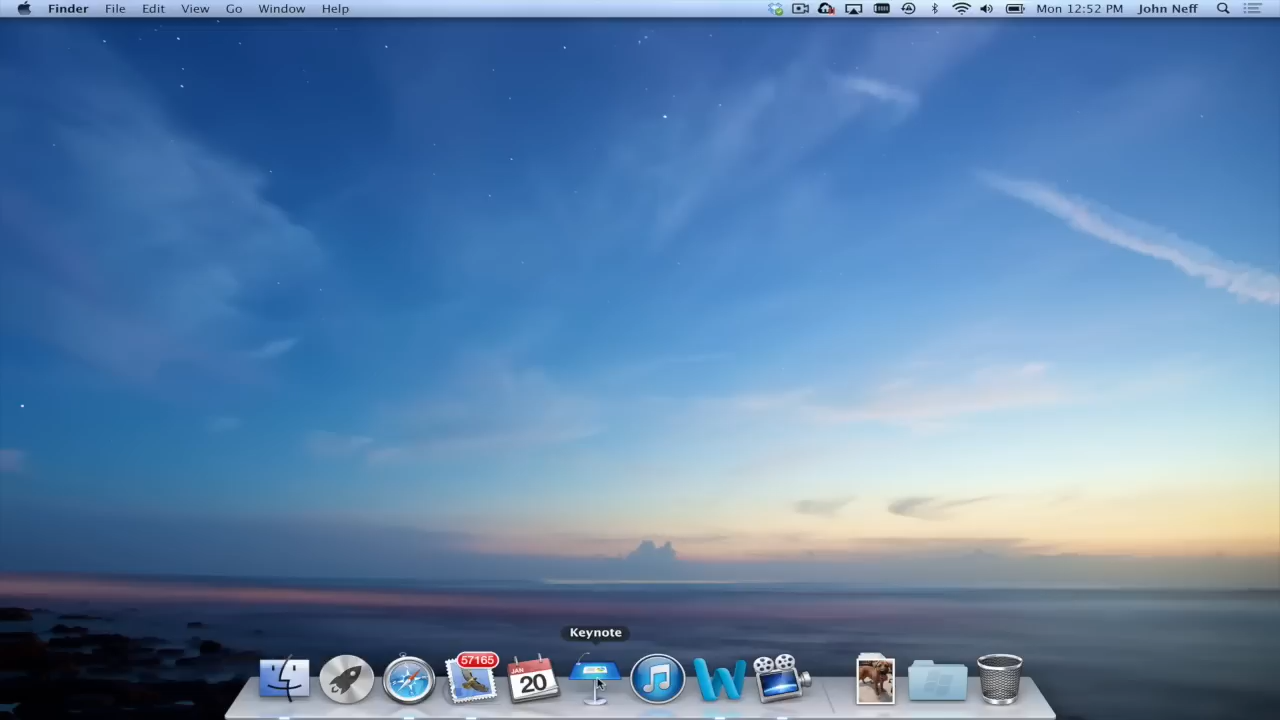 Finder File Edit View Go Window Help Mon 12:52 PM John Neff
Keynote
57165
JAN
20
W